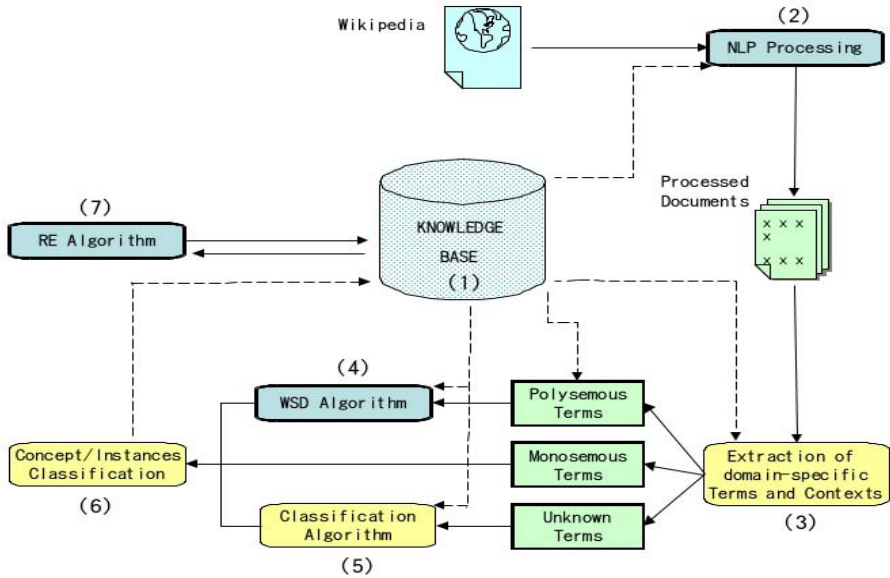 (2)
Wikipedia
NLP Processing
Processed
Documents
× × ×
×
× × ×
(7)
RE Algorithm
KNOWLEDGE
BASE
(1)
(4)
WSD Algorithm
Polysemous
Terms
Concept/Instances
Classification
(6)
Monosemous
Terms
Extraction of
domain-specific
Terms and Contexts
(3)
Classification
Algorithm
(5)
Unknown
Terms